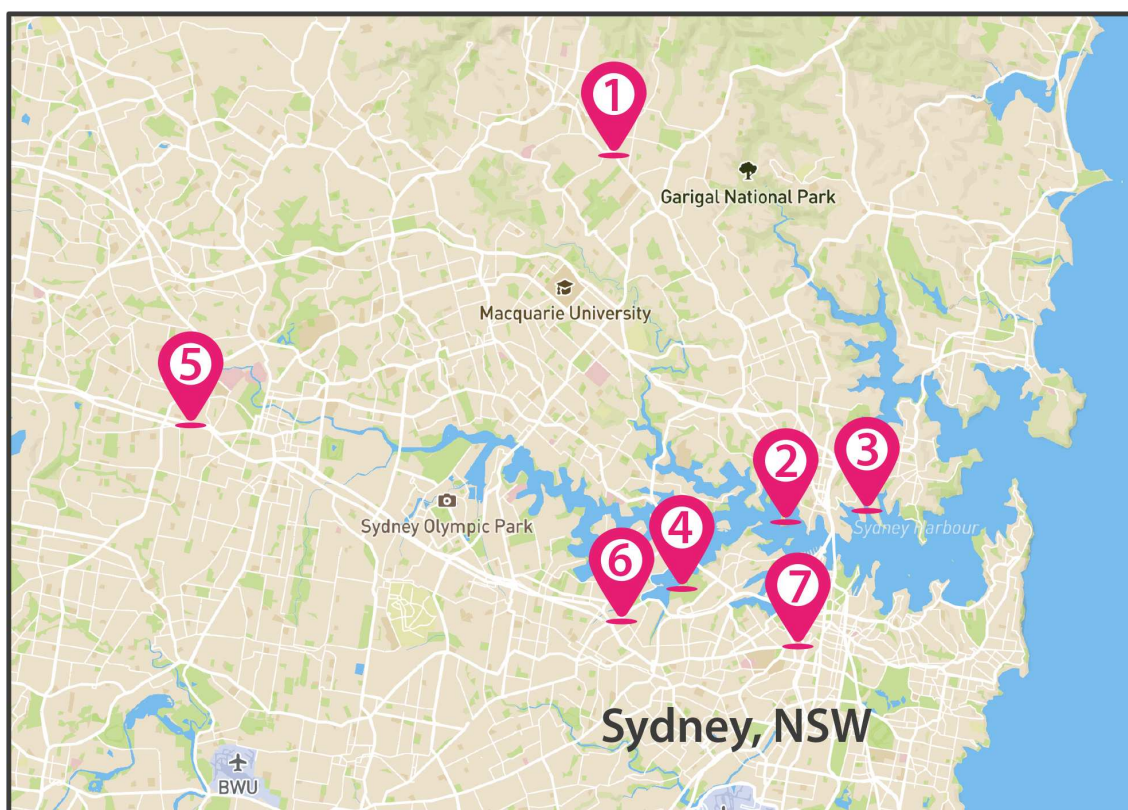 1
Garigal National Park
Macquarie University
5
2
3
Sydney Olympic Park
4
Sydney Harbour
6
7
Sydney, NSW
BWU